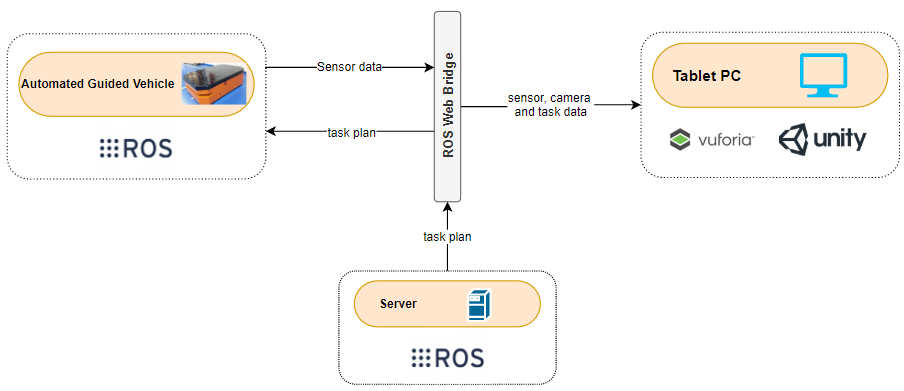 Automated Guided Vehicle
ROS
Sensor data
task plan
ROS Web Bridge
sensor, camera
and task data
Tablet PC
vuforia™
unity
task plan
Server
ROS